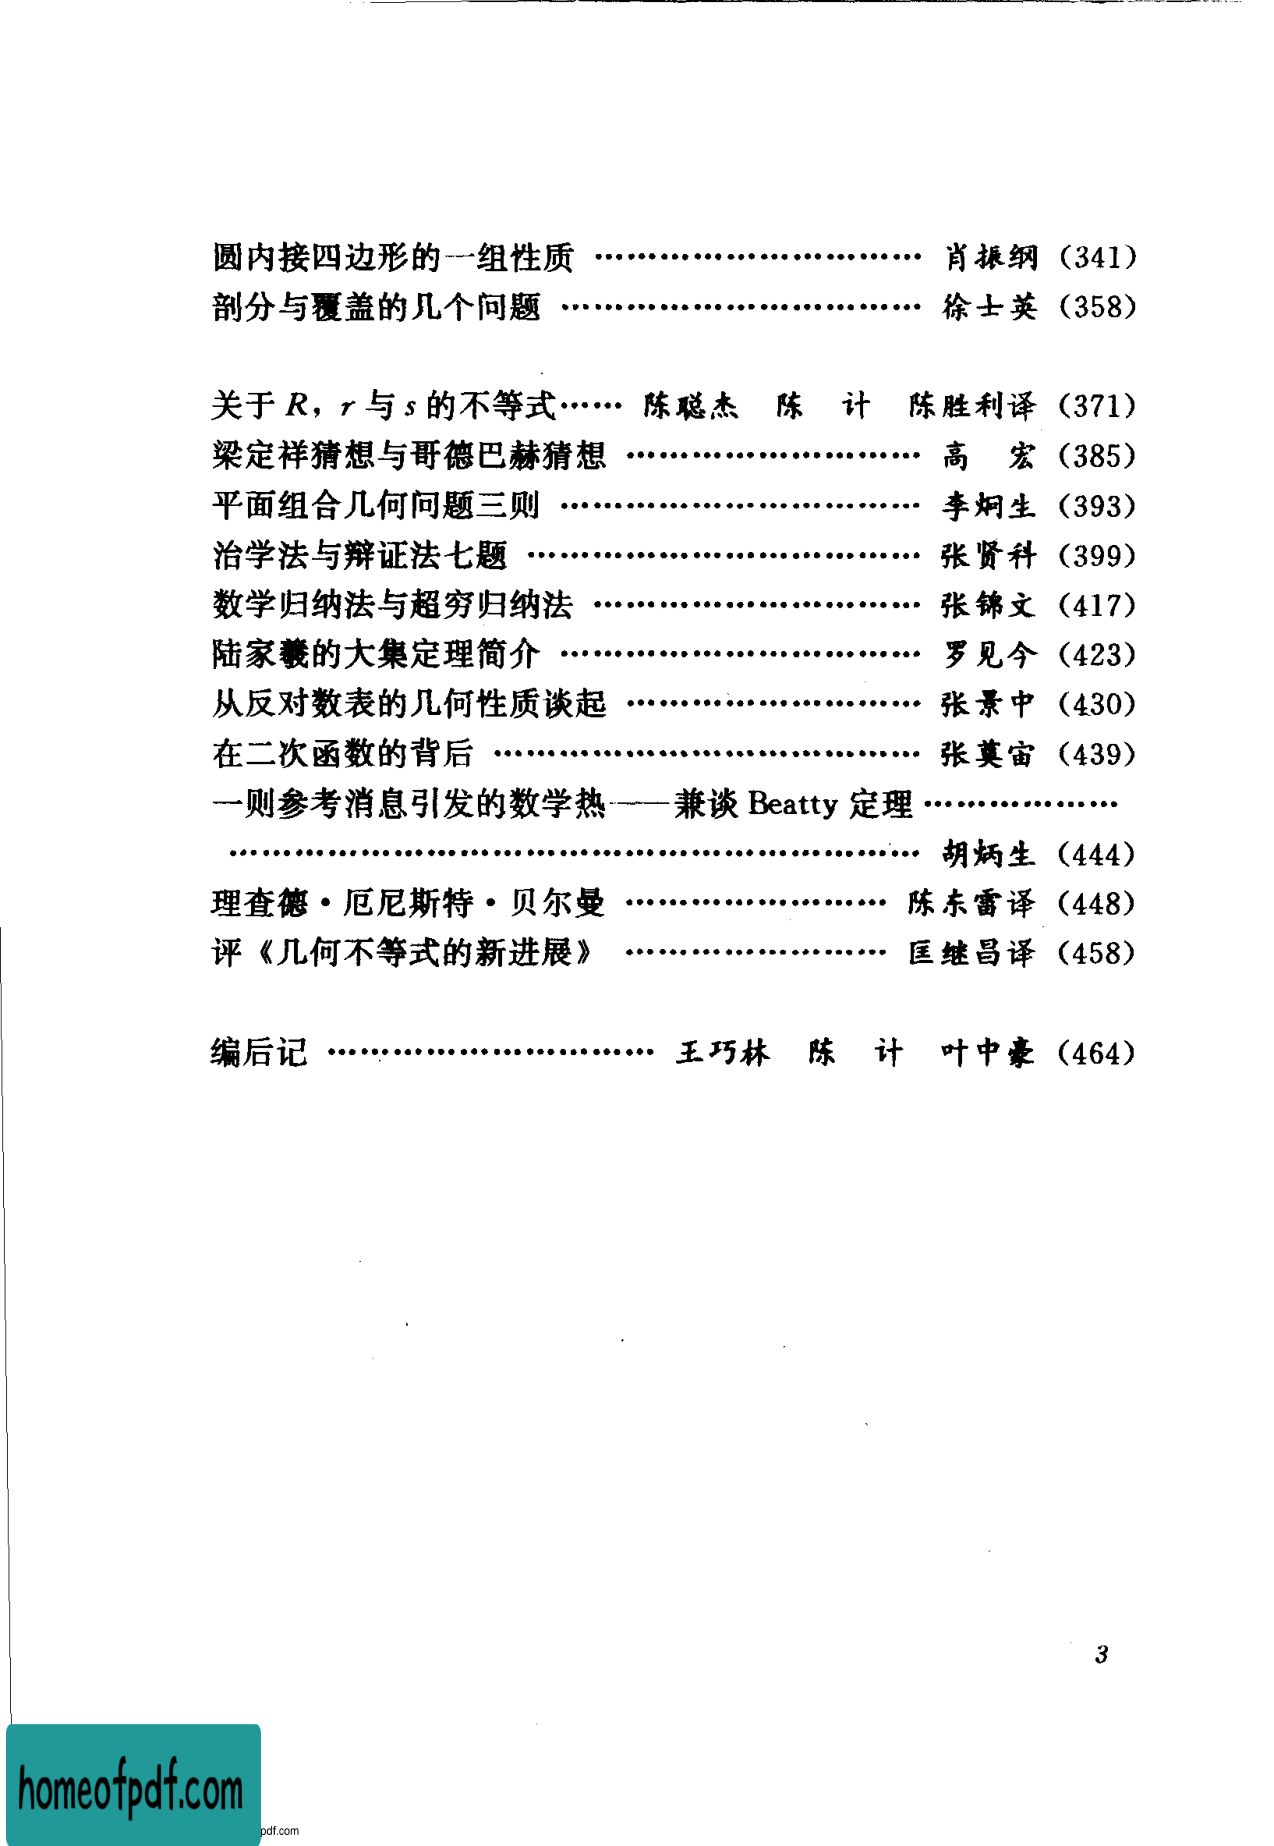 圆内接四边形的一组性质 …………………………… 肖振纲 (341)
剖分与覆盖的几个问题 ……………………………… 徐士英 (358)
关于 R, r 与 s 的不等式…… 陈聪杰 陈 计 陈胜利译 (371)
梁定祥猜想与哥德巴赫猜想 ………………………… 高 宏 (385)
平面组合几何问题三则 ……………………………… 李炯生 (393)
治学法与辩证法七题 ………………………………… 张贤科 (399)
数学归纳法与超穷归纳法 …………………………… 张锦文 (417)
陆家羲的大集定理简介 ……………………………… 罗见今 (423)
从反对数表的几何性质谈起 ………………………… 张景中 (430)
在二次函数的背后 …………………………………… 张奠宙 (439)
一则参考消息引发的数学热——兼谈 Beatty 定理 ………………
…………………………………………………………… 胡炳生 (444)
理查德·厄尼斯特·贝尔曼 …………………… 陈东雷译 (448)
评《几何不等式的新进展》 …………………… 匡继昌译 (458)
编后记 ………………………… 王巧林 陈 计 叶中豪 (464)
3
homeofpdf.com
pdf.com